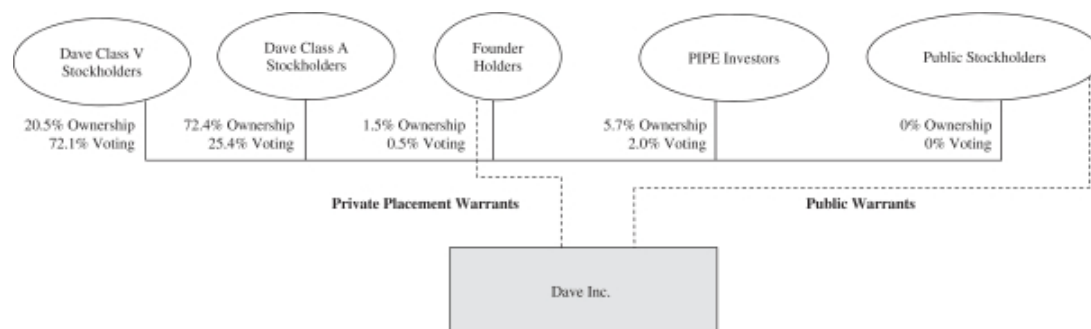 Dave Class V
Stockholders
Dave Class A
Stockholders
Founder
Holders
PIPE Investors
Public Stockholders
20.5% Ownership
72.1% Voting
72.4% Ownership
25.4% Voting
1.5% Ownership
0.5% Voting
5.7% Ownership
2.0% Voting
0% Ownership
0% Voting
Private Placement Warrants
Public Warrants
Dave Inc.